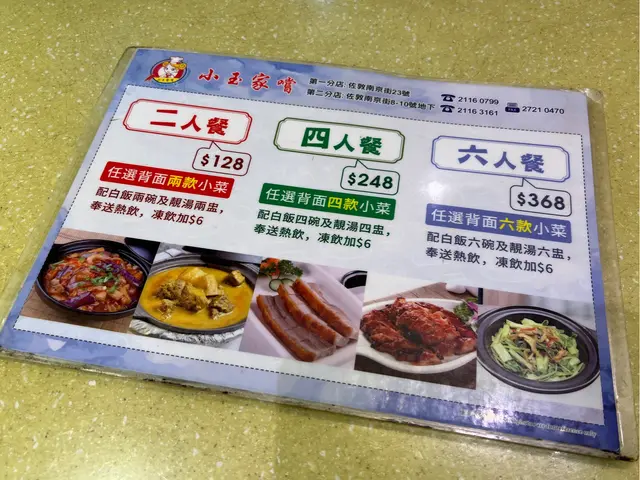 小玉家嚐
第一分店:佐敦南京街23號
第二分店:佐敦南京街8-10號地下
☎ 2116 0799
☎ 2116 3161
2721 0470
二人餐
$128
任選背面兩款小菜
配白飯兩碗及靚湯兩盅,
奉送熱飲,凍飲加$6
四人餐
$248
任選背面四款小菜
配白飯四碗及靚湯四盅,
奉送熱飲,凍飲加$6
六人餐
$368
任選背面六款小菜
配白飯六碗及靚湯六盅,
奉送熱飲,凍飲加$6